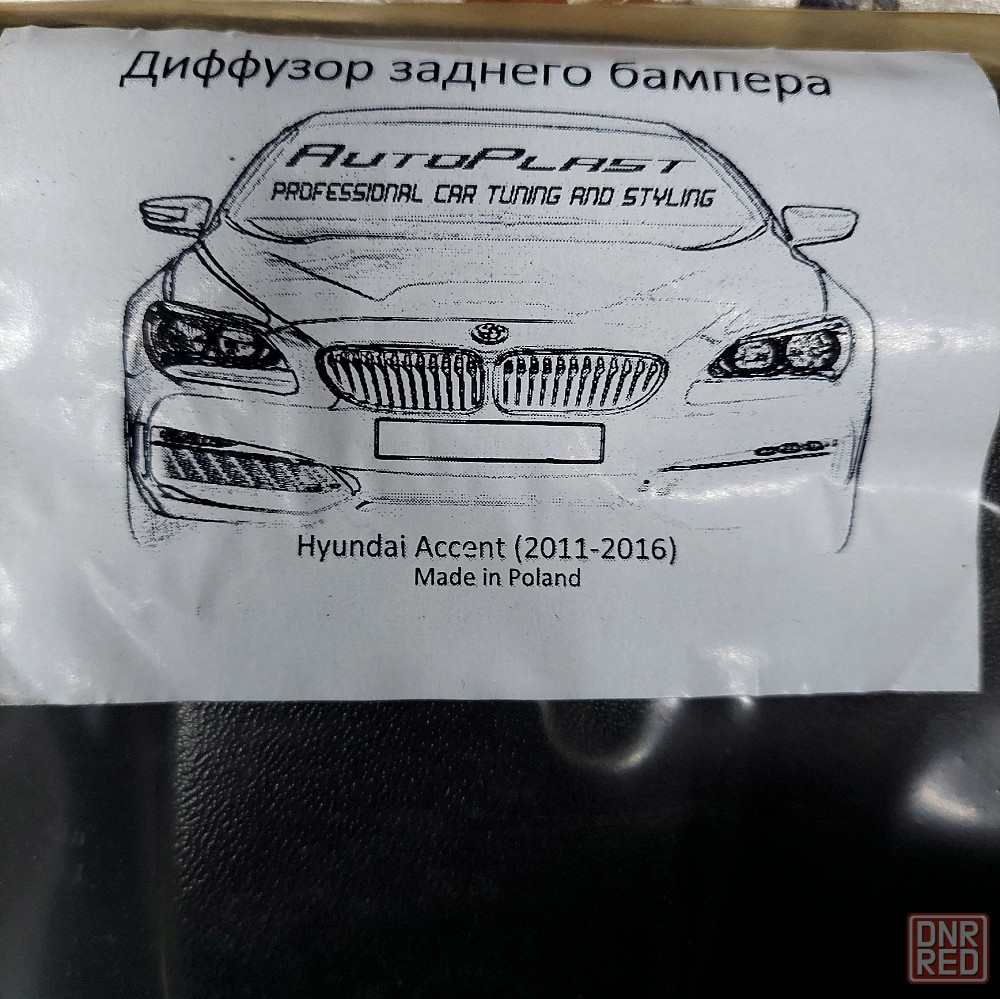 Диффузор заднего бампера
AUTOPLAST
PROFESSIONAL CAR TUNING AND STYLING
Hyundai Accent (2011-2016)
Made in Poland
DNR
RED